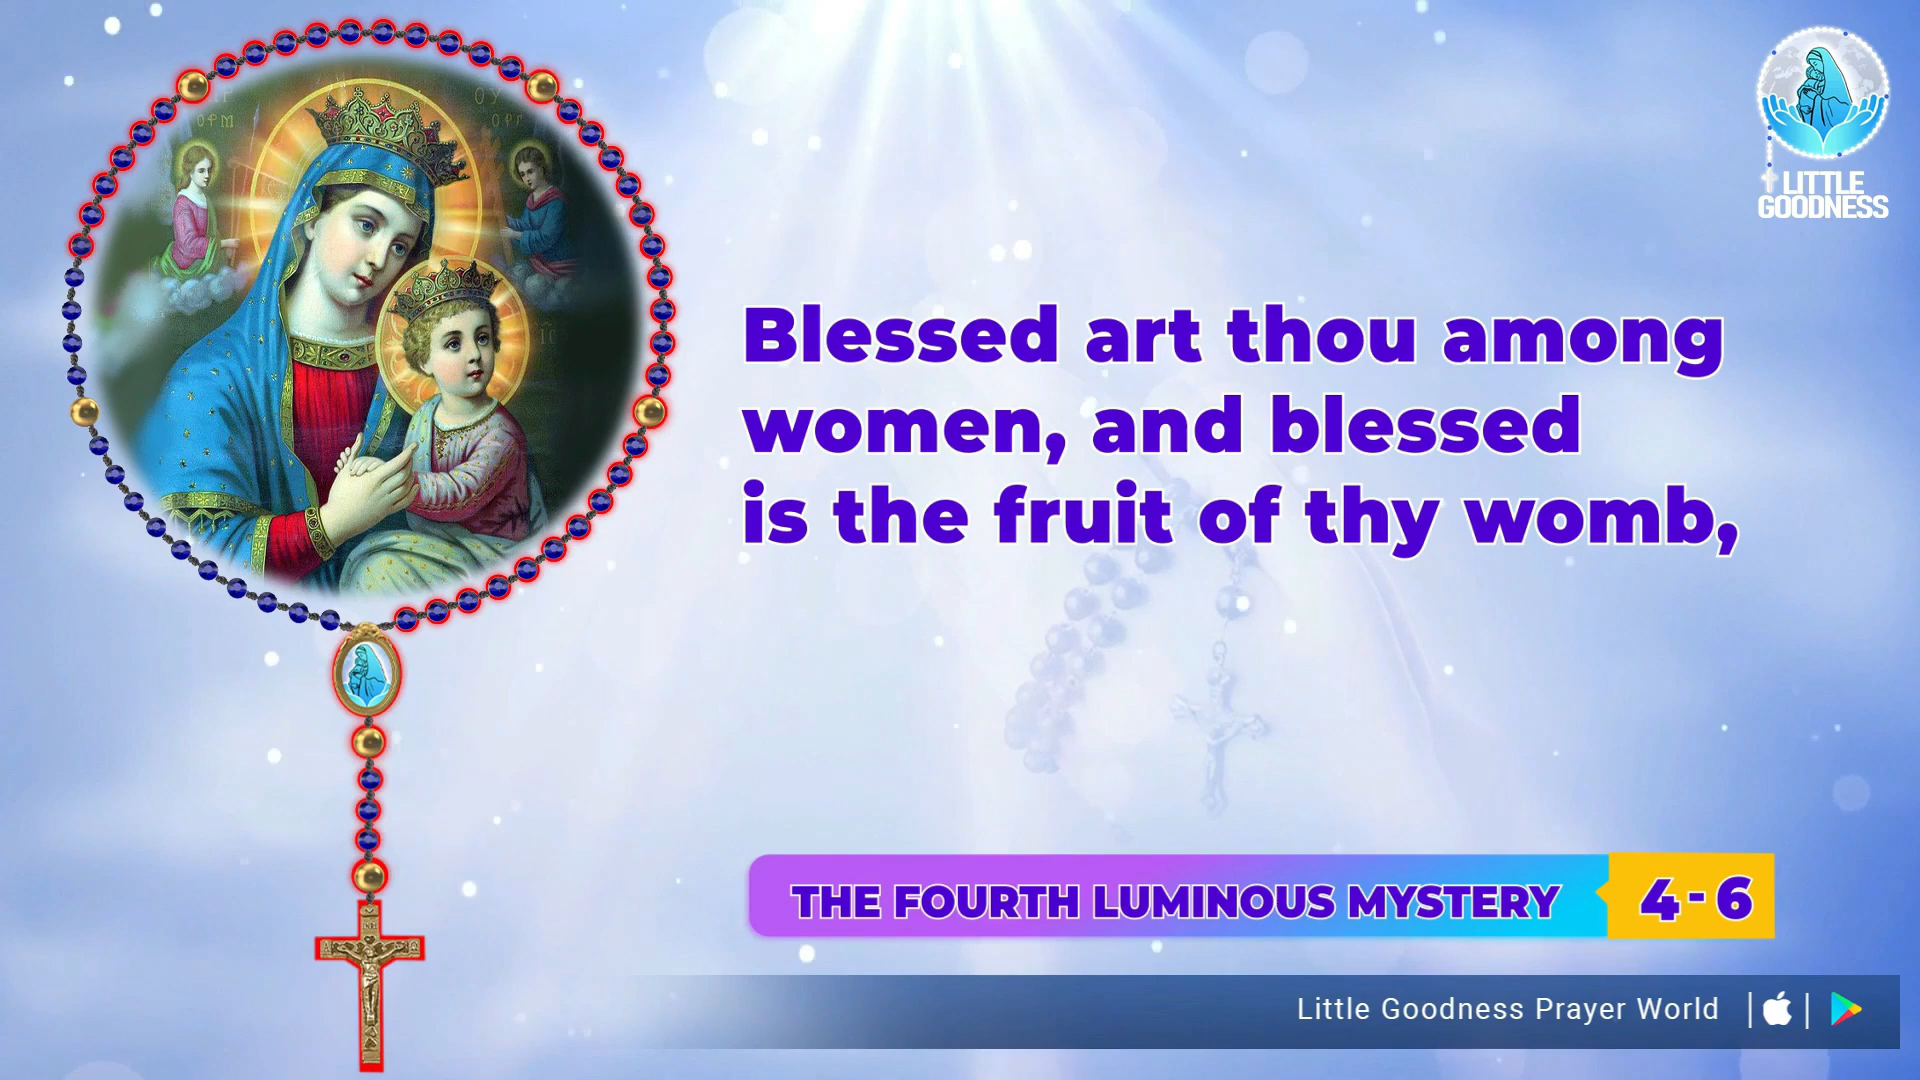 LITTLE
GOODNESS
Blessed art thou among
women, and blessed
is the fruit of thy womb,
THE FOURTH LUMINOUS MYSTERY
4 - 6
Little Goodness Prayer World